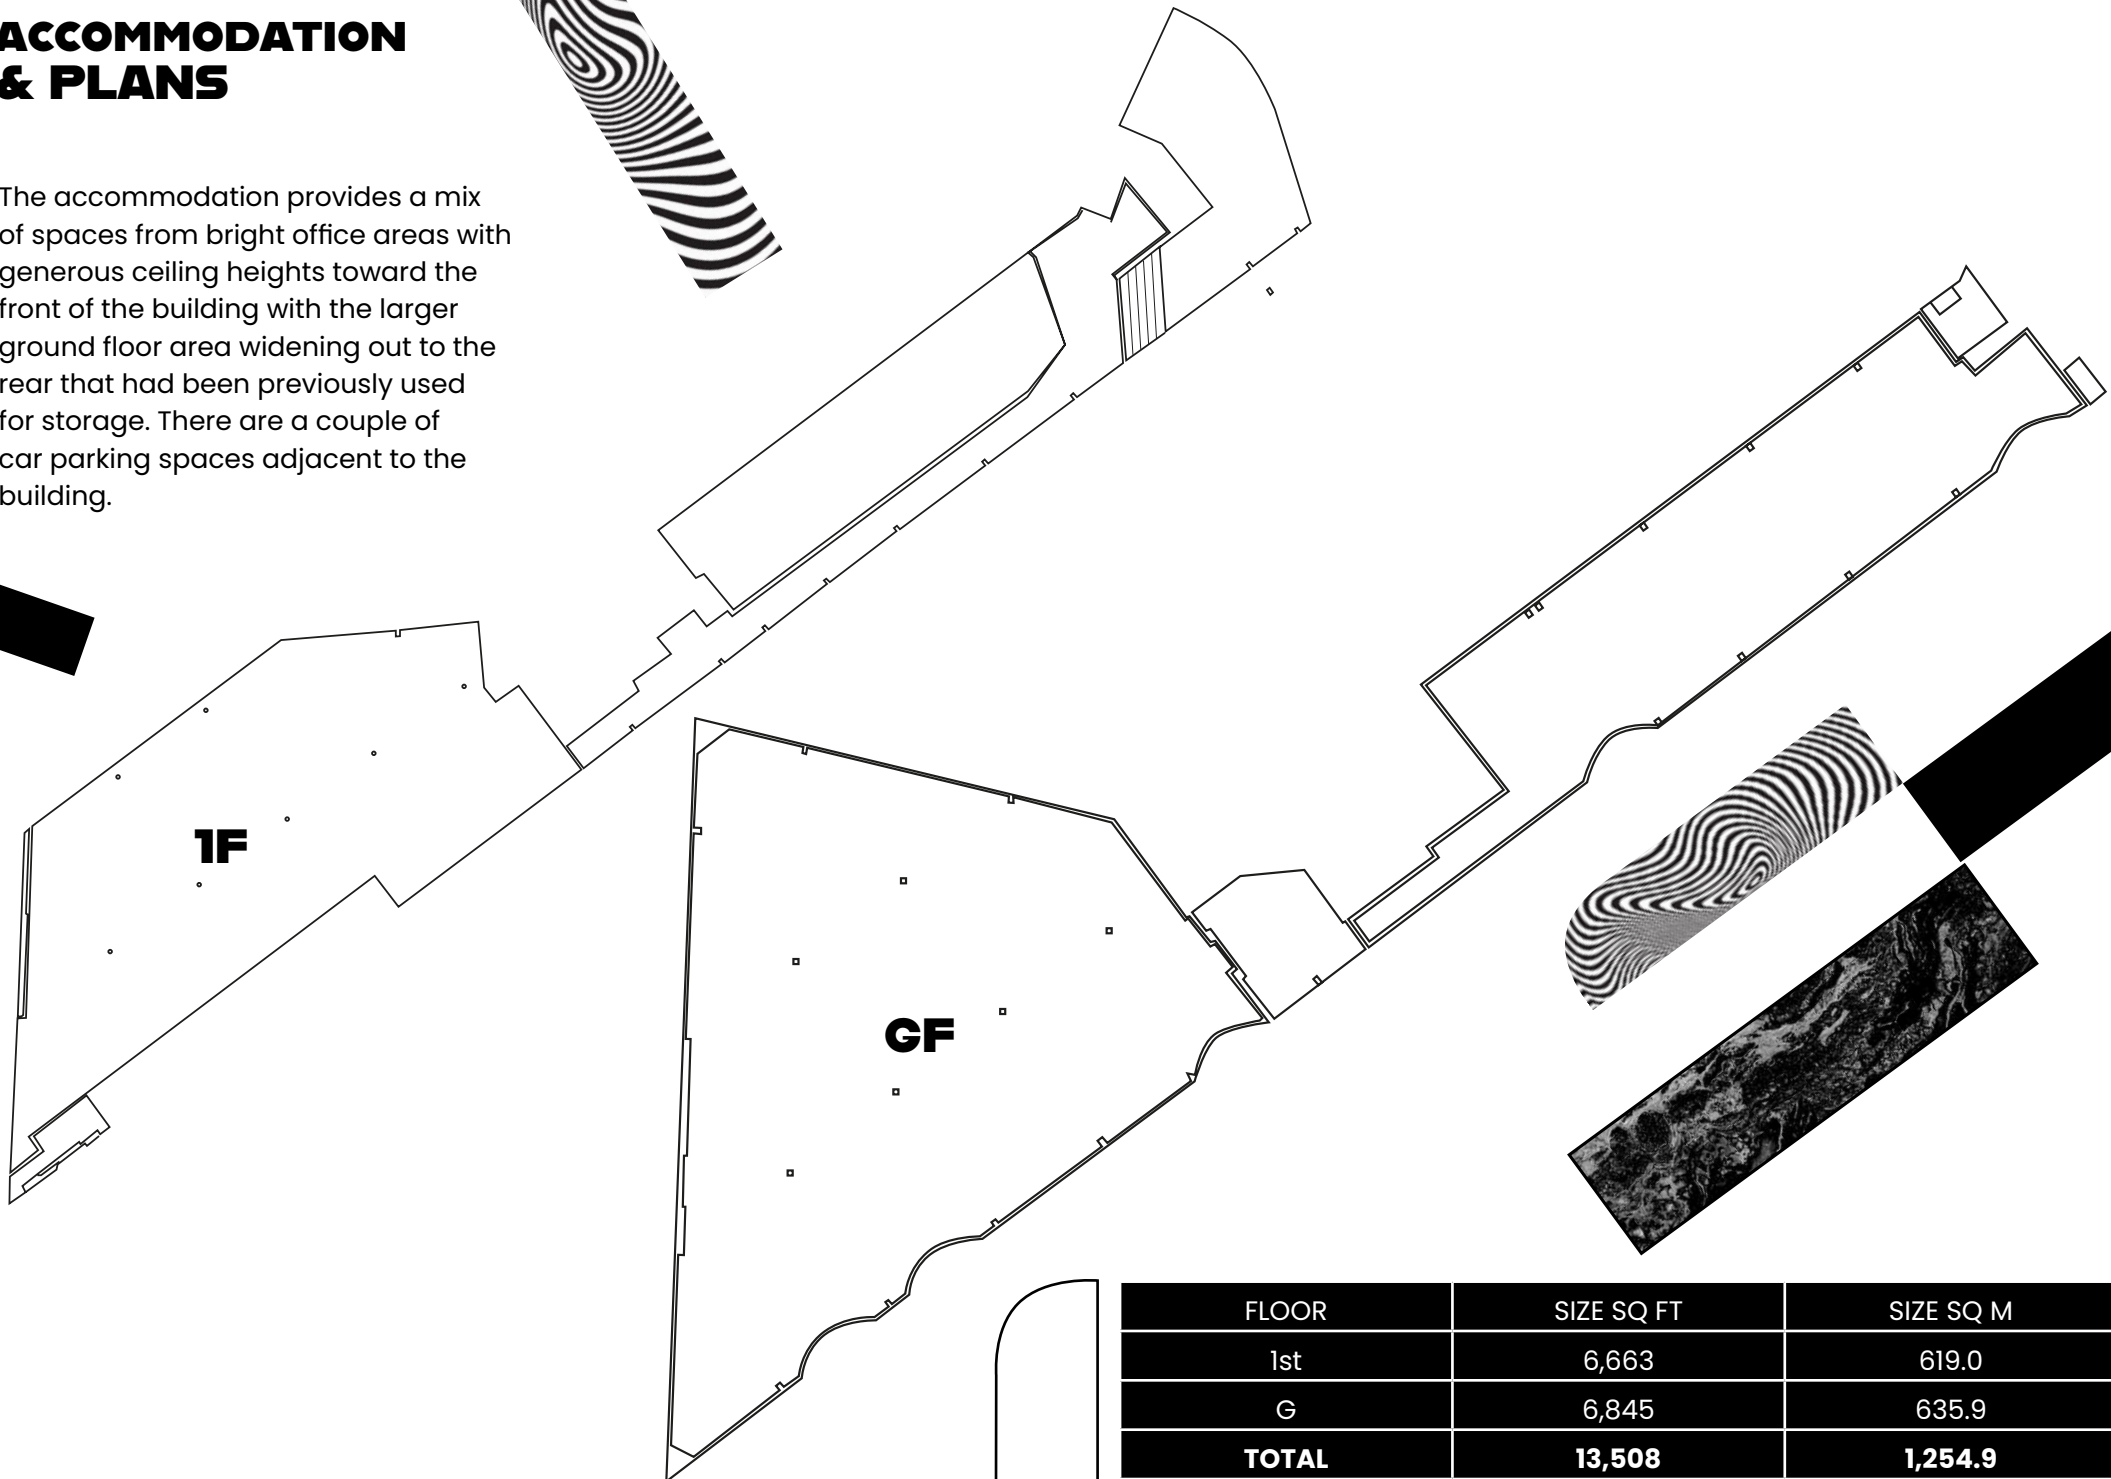 ACCOMMODATION
& PLANS
The accommodation provides a mix
of spaces from bright office areas with
generous ceiling heights toward the
front of the building with the larger
ground floor area widening out to the
rear that had been previously used
for storage. There are a couple of
car parking spaces adjacent to the
building.
1F
GF
FLOOR SIZE SQ FT SIZE SQ M
1st 6,663 619.0
G 6,845 635.9
TOTAL 13,508 1,254.9